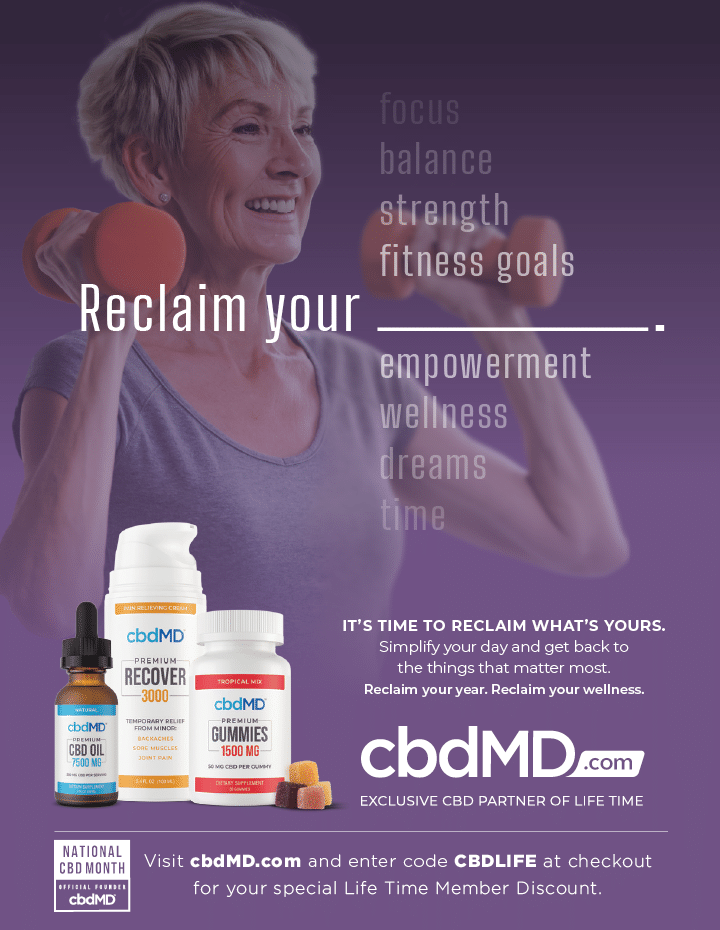 focus
balance
strength
fitness goals
Reclaim your ________.
empowerment
wellness
dreams
time
IT'S TIME TO RECLAIM WHAT'S YOURS.
Simplify your day and get back to
the things that matter most.
Reclaim your year. Reclaim your wellness.
cbdMD.com
EXCLUSIVE CBD PARTNER OF LIFE TIME
NATURAL
cbdMD
PREMIUM
CBD OIL
7500 MG
PAIN RELIEVING CREAM
cbdMD
PREMIUM
RECOVER
3000
TEMPORARY RELIEF
FROM MINOR:
BACKACHES
SORE MUSCLES
JOINT PAIN
TROPICAL MIX
cbdMD
PREMIUM
GUMMIES
1500 MG
50 MG CBD PER GUMMY
DIETARY SUPPLEMENT
NATIONAL
CBD MONTH
OFFICIAL FOUNDER
cbdMD
Visit cbdMD.com and enter code CBDLIFE at checkout
for your special Life Time Member Discount.